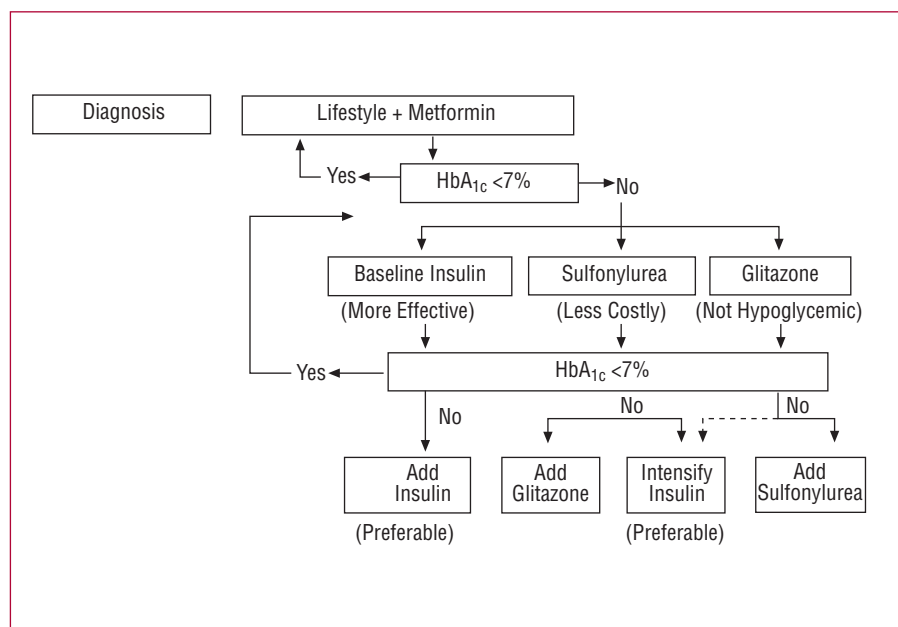 Diagnosis
Lifestyle + Metformin
Yes
HbA1c <7%
No
Baseline Insulin
Sulfonylurea
Glitazone
(More Effective)
(Less Costly)
(Not Hypoglycemic)
Yes
HbA1c <7%
No
No
No
Add
Insulin
Add
Glitazone
Intensify
Insulin
Add
Sulfonylurea
(Preferable)
(Preferable)